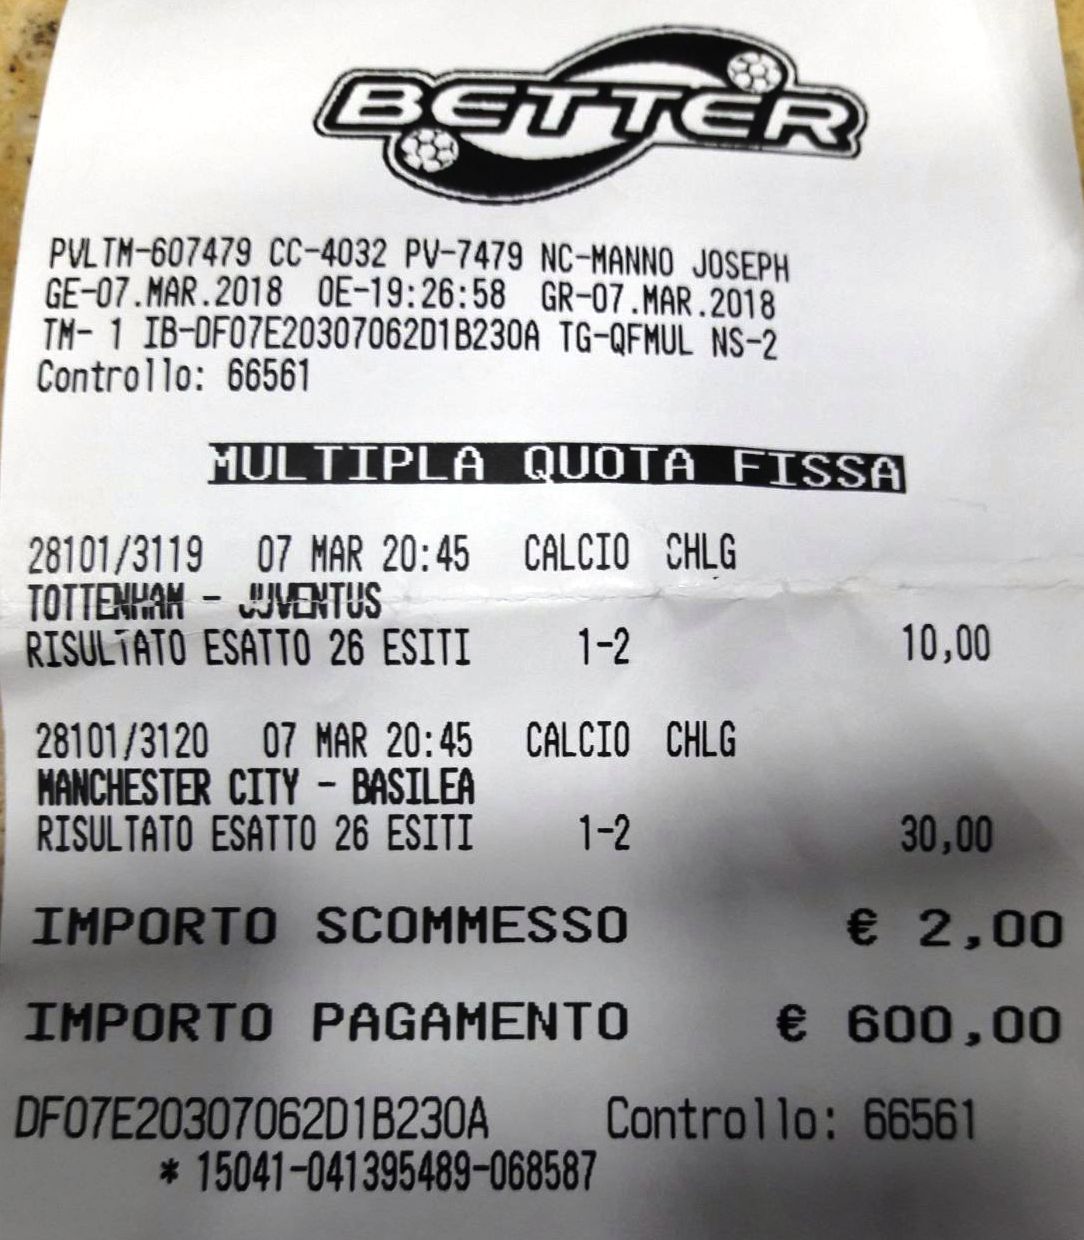 BETTER
PVLTM-607479 CC-4032 PV-7479 NC-MANNO JOSEPH
GE-07.MAR.2018 OE-19:26:58 GR-07.MAR.2018
TM- 1 IB-DF07E20307062D1B230A TG-QFMUL NS-2
Controllo: 66561
MULTIPLA QUOTA FISSA
28101/3119 07 MAR 20:45 CALCIO CHLG
TOTTENHAM - JUVENTUS
RISULTATO ESATTO 26 ESITI 1-2 10,00
28101/3120 07 MAR 20:45 CALCIO CHLG
MANCHESTER CITY - BASILEA
RISULTATO ESATTO 26 ESITI 1-2 30,00
IMPORTO SCOMMESSO € 2,00
IMPORTO PAGAMENTO € 600,00
DF07E20307062D1B230A Controllo: 66561
* 15041-041395489-068587